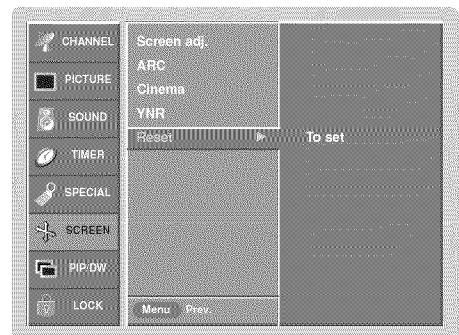 CHANNEL
PICTURE
SOUND
TIMER
SPECIAL
SCREEN
PIP/DW
LOCK
Screen adj.
ARC
Cinema
YNR
Reset
To set
Menu Prev.